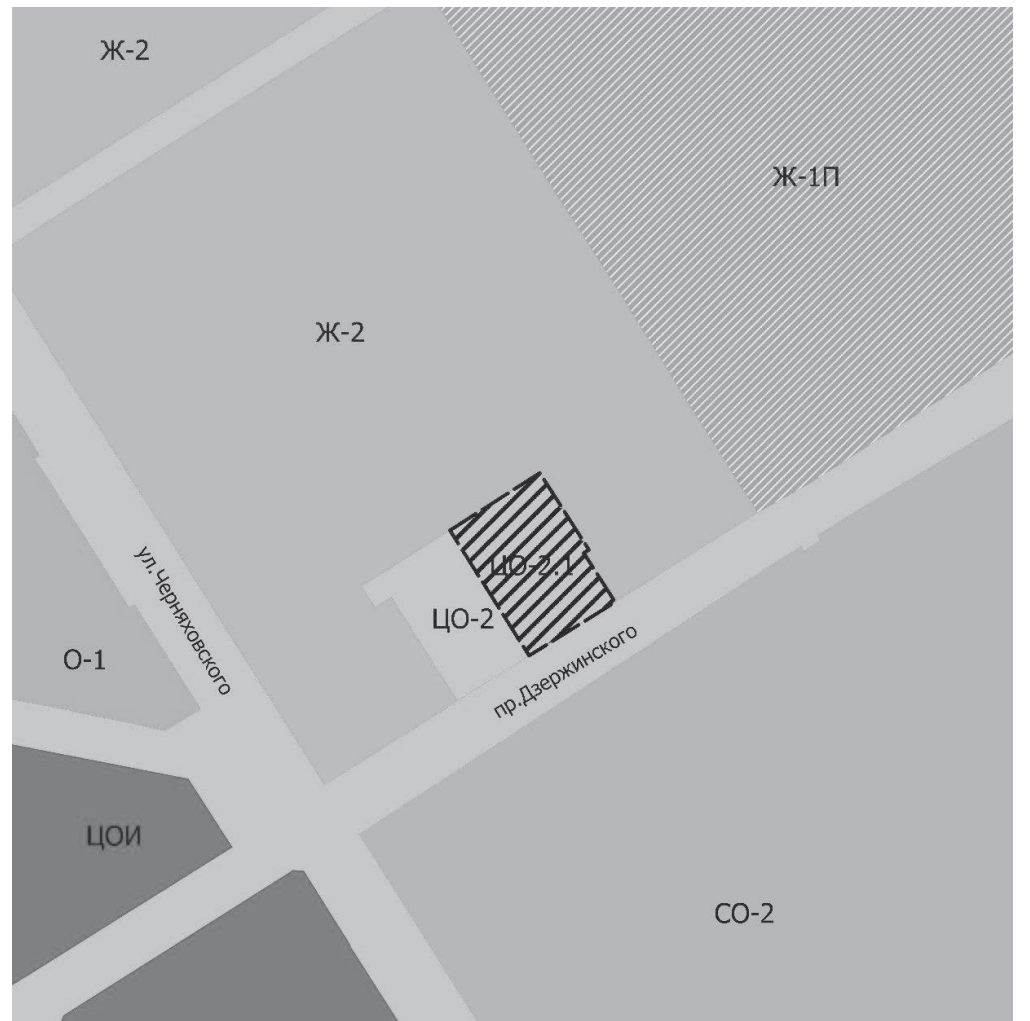 Ж-2
Ж-1П
Ж-2
ЦО-2.1
ЦО-2
ул.Черняховского
О-1
пр.Дзержинского
ЦОИ
СО-2